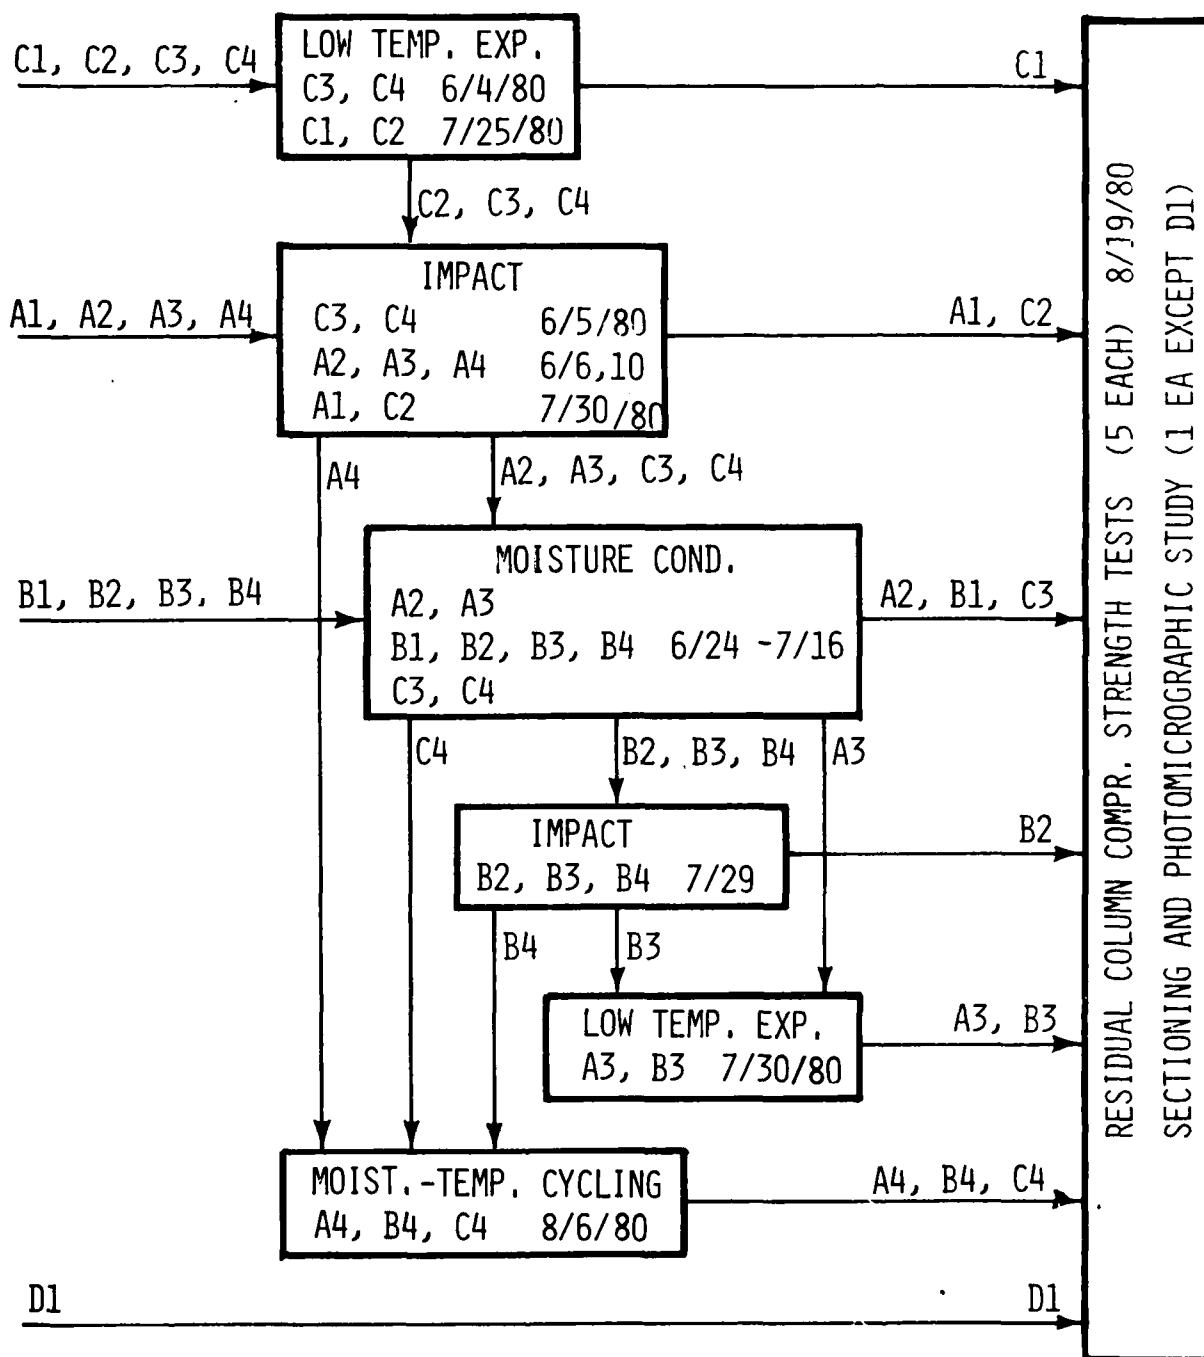 C1, C2, C3, C4
LOW TEMP. EXP.
C3, C4 6/4/80
C1, C2 7/25/80
C1
C2, C3, C4
A1, A2, A3, A4
IMPACT
C3, C4 6/5/80
A2, A3, A4 6/6,10
A1, C2 7/30/80
A1, C2
A4
A2, A3, C3, C4
B1, B2, B3, B4
MOISTURE COND.
A2, A3
B1, B2, B3, B4 6/24 -7/16
C3, C4
A2, B1, C3
C4
B2, B3, B4
A3
IMPACT
B2, B3, B4 7/29
B2
B4
B3
LOW TEMP. EXP.
A3, B3 7/30/80
A3, B3
MOIST.-TEMP. CYCLING
A4, B4, C4 8/6/80
A4, B4, C4
D1
D1
RESIDUAL COLUMN COMPR. STRENGTH TESTS (5 EACH) 8/19/80
SECTIONING AND PHOTOMICROGRAPHIC STUDY (1 EA EXCEPT D1)